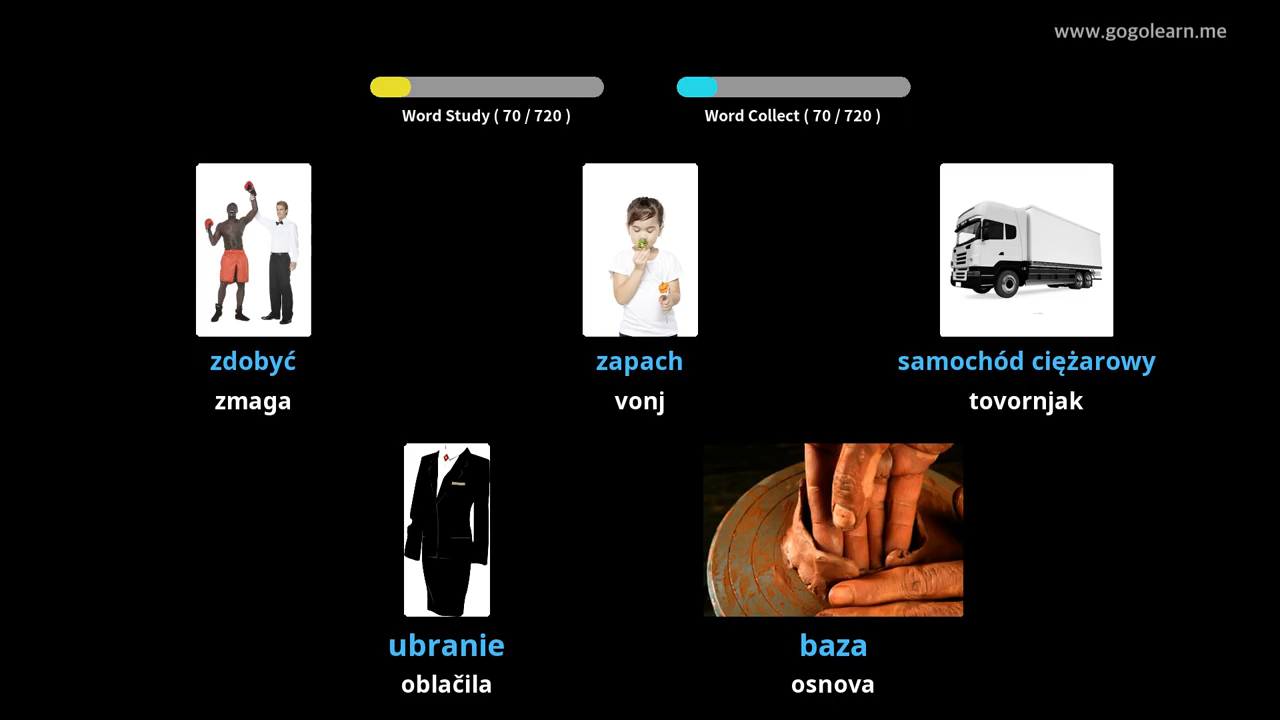 www.gogolearn.me
Word Study ( 70 / 720 )
Word Collect ( 70 / 720 )
zdobyć
zmaga
zapach
vonj
samochód ciężarowy
tovornjak
ubranie
oblačila
baza
osnova